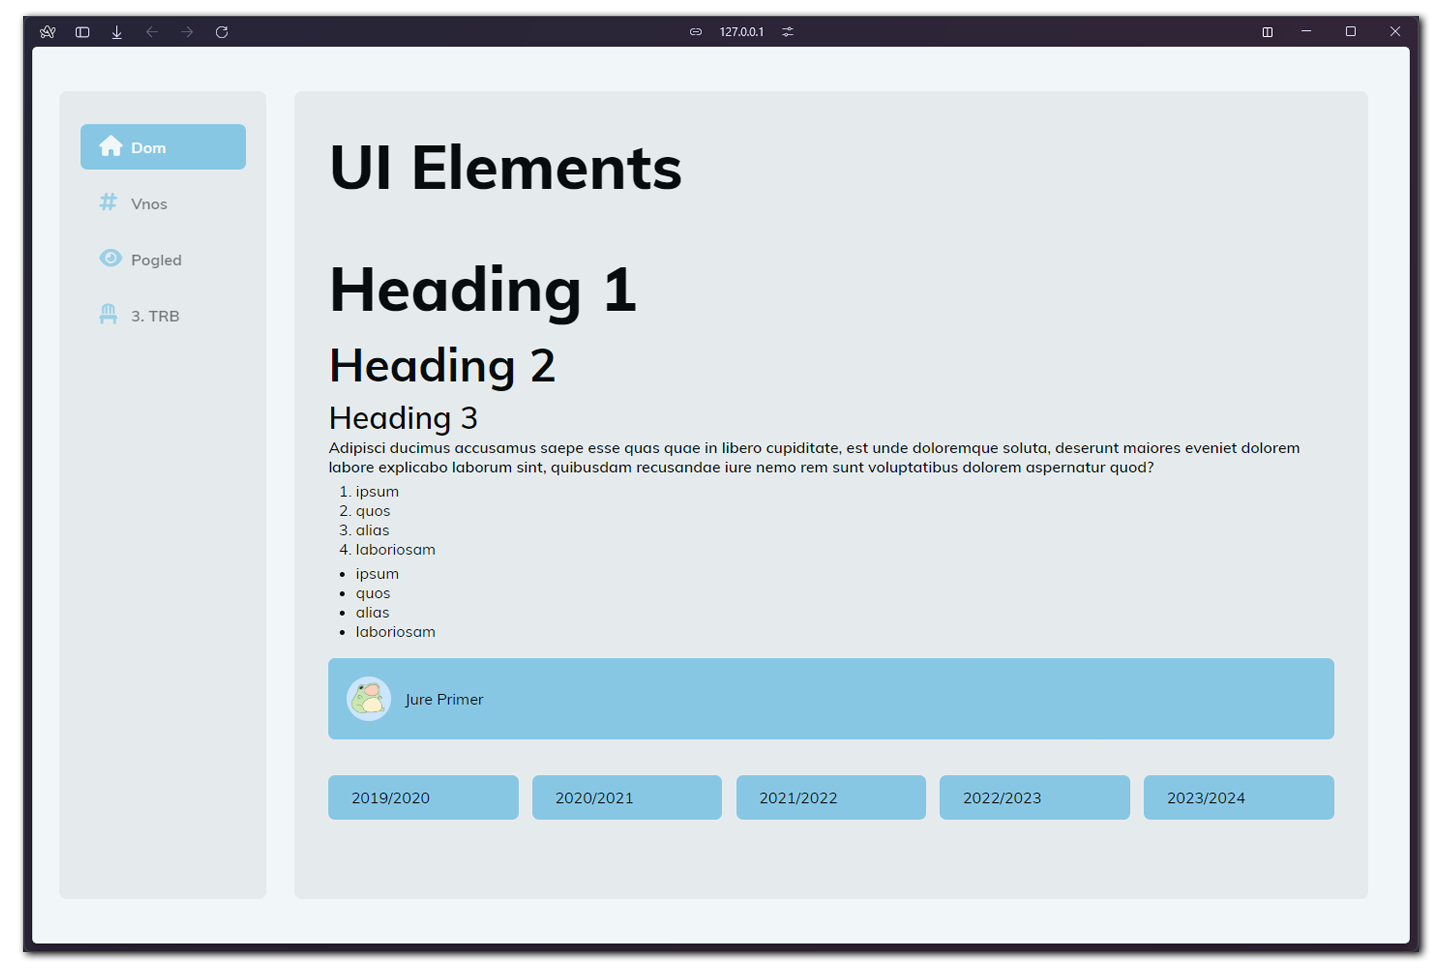 127.0.0.1
Dom
Vnos
Pogled
3. TRB
UI Elements
Heading 1
Heading 2
Heading 3
Adipisci ducimus accusamus saepe esse quas quae in libero cupiditate, est unde doloremque soluta, deserunt maiores eveniet dolorem
labore explicabo laborum sint, quibusdam recusandae iure nemo rem sunt voluptatibus dolorem aspernatur quod?
1. ipsum
2. quos
3. alias
4. laboriosam
• ipsum
• quos
• alias
• laboriosam
Jure Primer
2019/2020
2020/2021
2021/2022
2022/2023
2023/2024